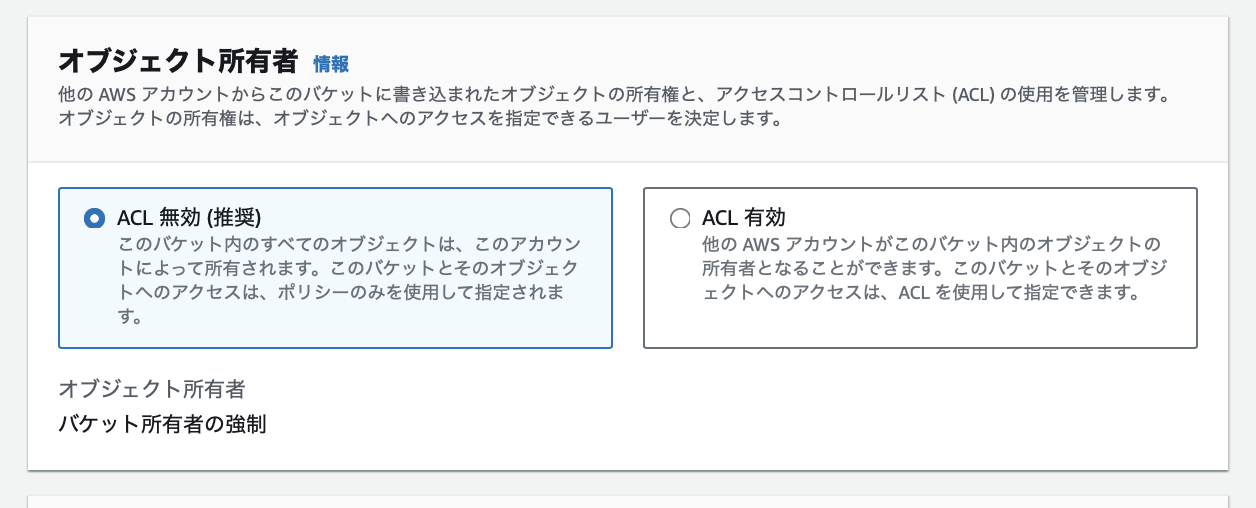 オブジェクト所有者 情報
他の AWS アカウントからこのバケットに書き込まれたオブジェクトの所有権と、アクセスコントロールリスト (ACL) の使用を管理します。
オブジェクトの所有権は、オブジェクトへのアクセスを指定できるユーザーを決定します。
ACL 無効 (推奨)
このバケット内のすべてのオブジェクトは、このアカウン
トによって所有されます。このバケットとそのオブジェク
トへのアクセスは、ポリシーのみを使用して指定されま
す。
ACL 有効
他の AWS アカウントがこのバケット内のオブジェクトの
所有者となることができます。このバケットとそのオブジ
ェクトへのアクセスは、ACL を使用して指定できます。
オブジェクト所有者
バケット所有者の強制